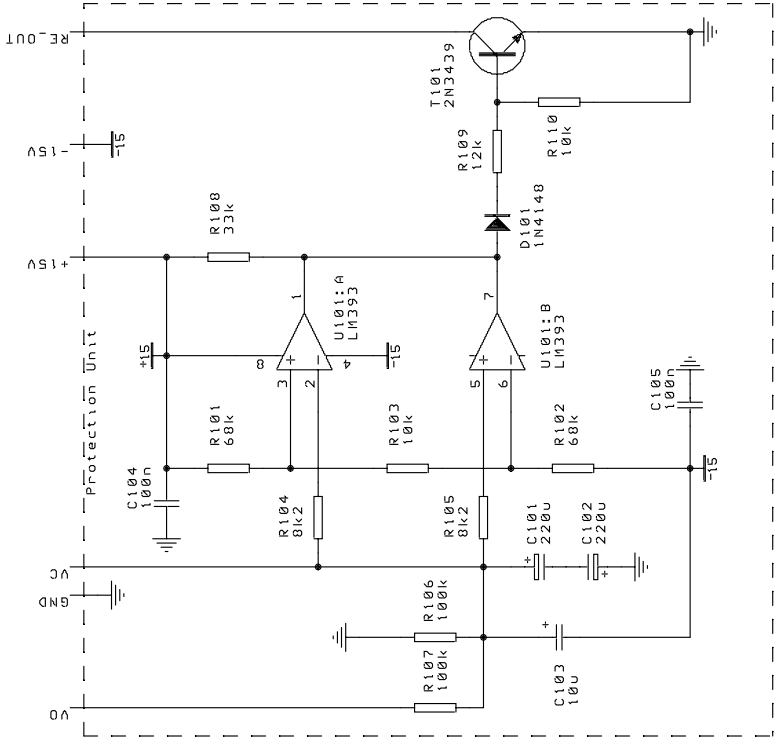 RE_OUT
T101
2N3439
R110
10k
R109
12k
-15V
-15
D101
1N4148
R108
33k
+15V
1
7
U101:A
LM393
U101:B
LM393
+15
8
4
-15
+
−
+
−
3
2
5
6
C105
100n
Protection Unit
R101
68k
R103
10k
R102
68k
-15
C104
100n
R104
8k2
R105
8k2
C101
220u
C102
220u
+
+
VC
GND
R106
100k
+
R107
100k
C103
10u
VO